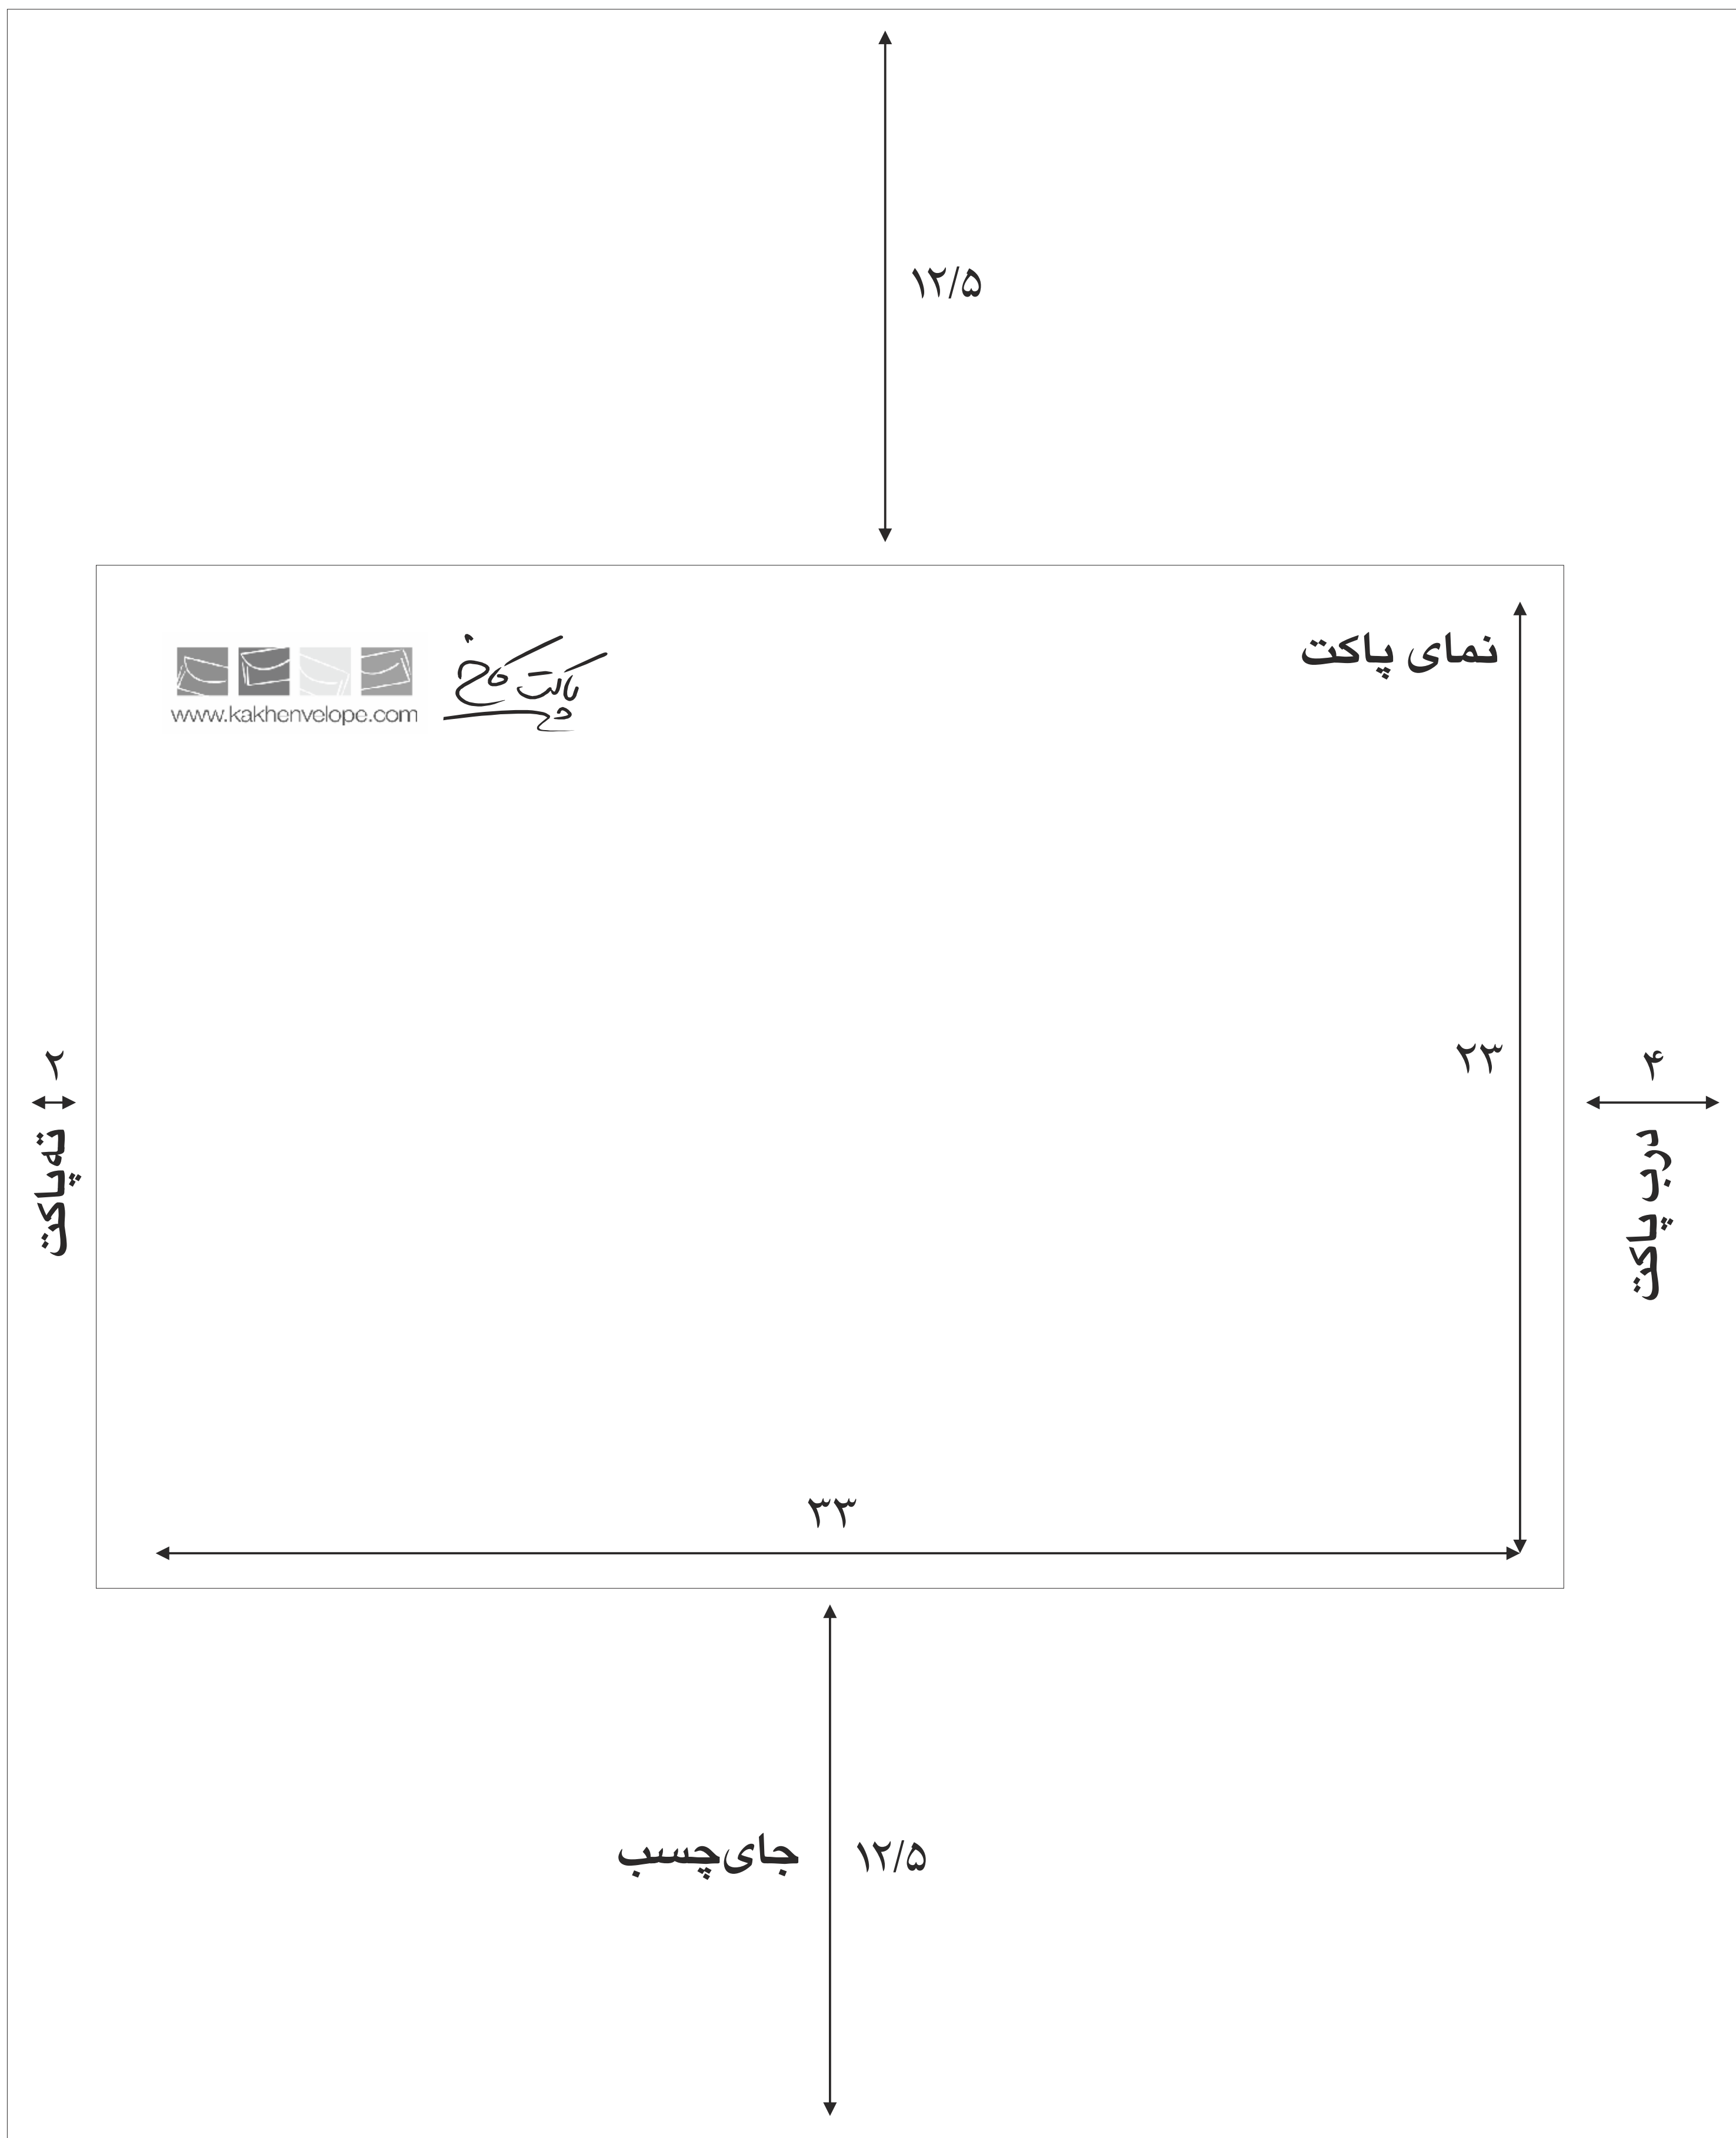 ۱۲/۵
نمای پاکت
پاکت کاخ
www.kakhenvelope.com
۲۳
۲
ته‌پاکت
۴
درب پاکت
۳۳
جای‌چسب
۱۲/۵